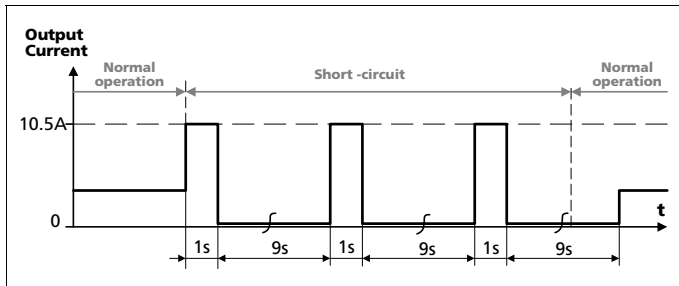 Output
Current
Normal
operation
Short -circuit
Normal
operation
10.5A
0
t
1s
9s
1s
9s
1s
9s